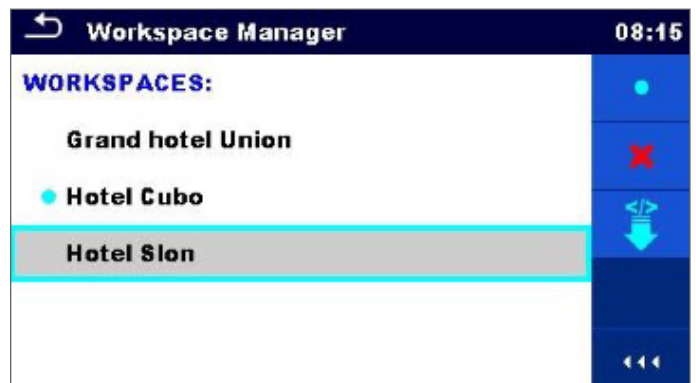 Workspace Manager 08:15
WORKSPACES:
Grand hotel Union
Hotel Cubo
Hotel Slon
</>